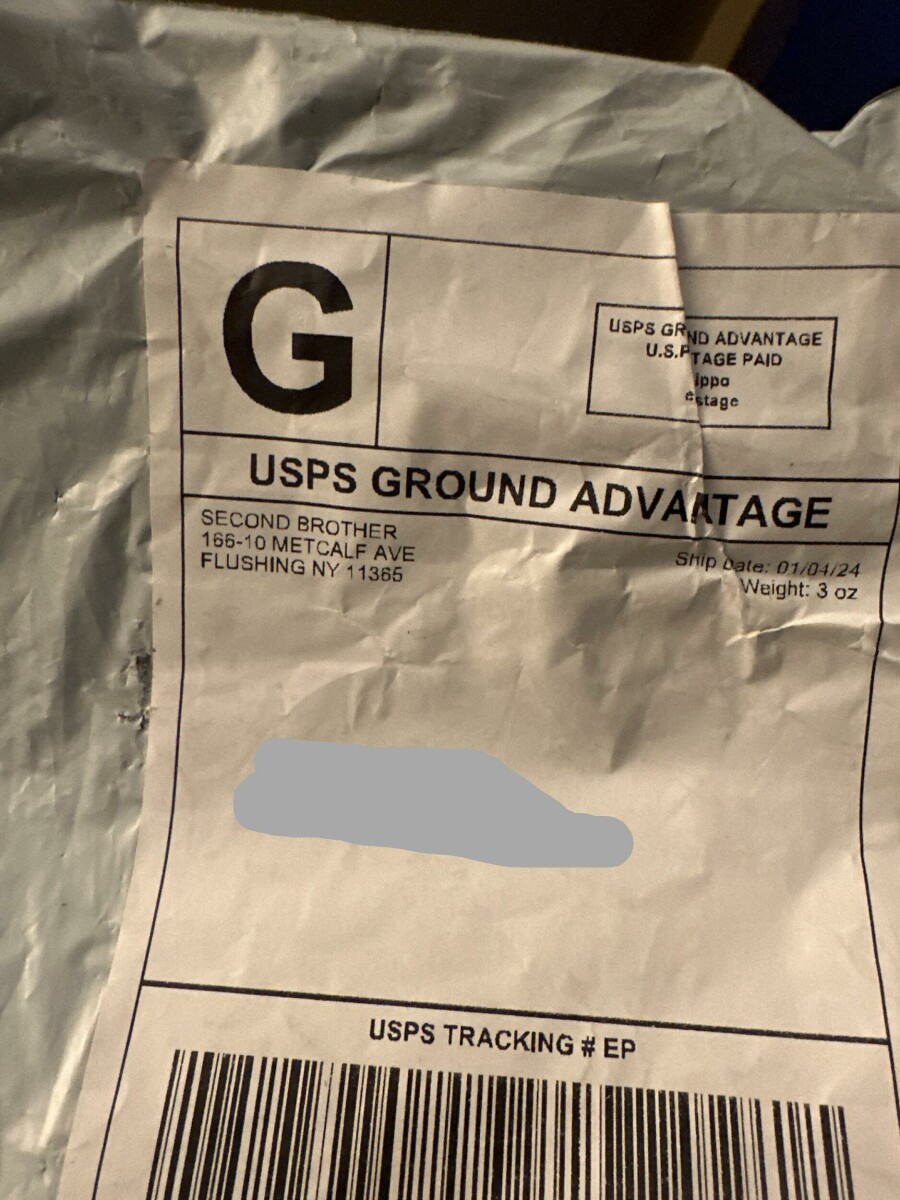 G
USPS GR ND ADVANTAGE
U.S.P TAGE PAID
ippo
stage
USPS GROUND ADVANTAGE
SECOND BROTHER
166-10 METCALF AVE
FLUSHING NY 11365
Ship Date: 01/04/24
Weight: 3 oz
USPS TRACKING # EP